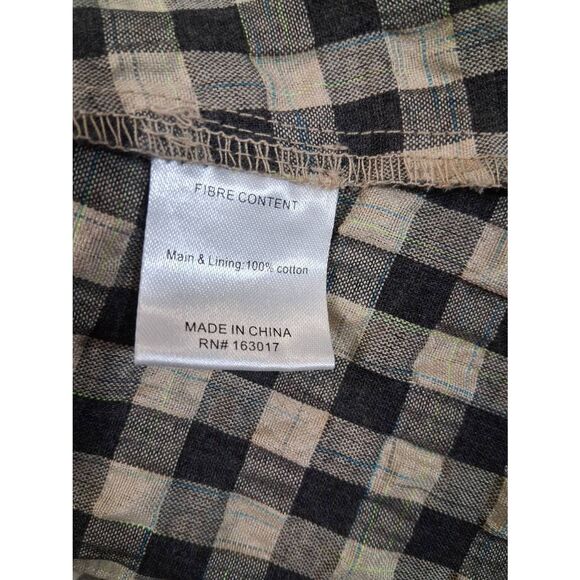 FIBRE CONTENT
Main & Lining:100% cotton
MADE IN CHINA
RN# 163017